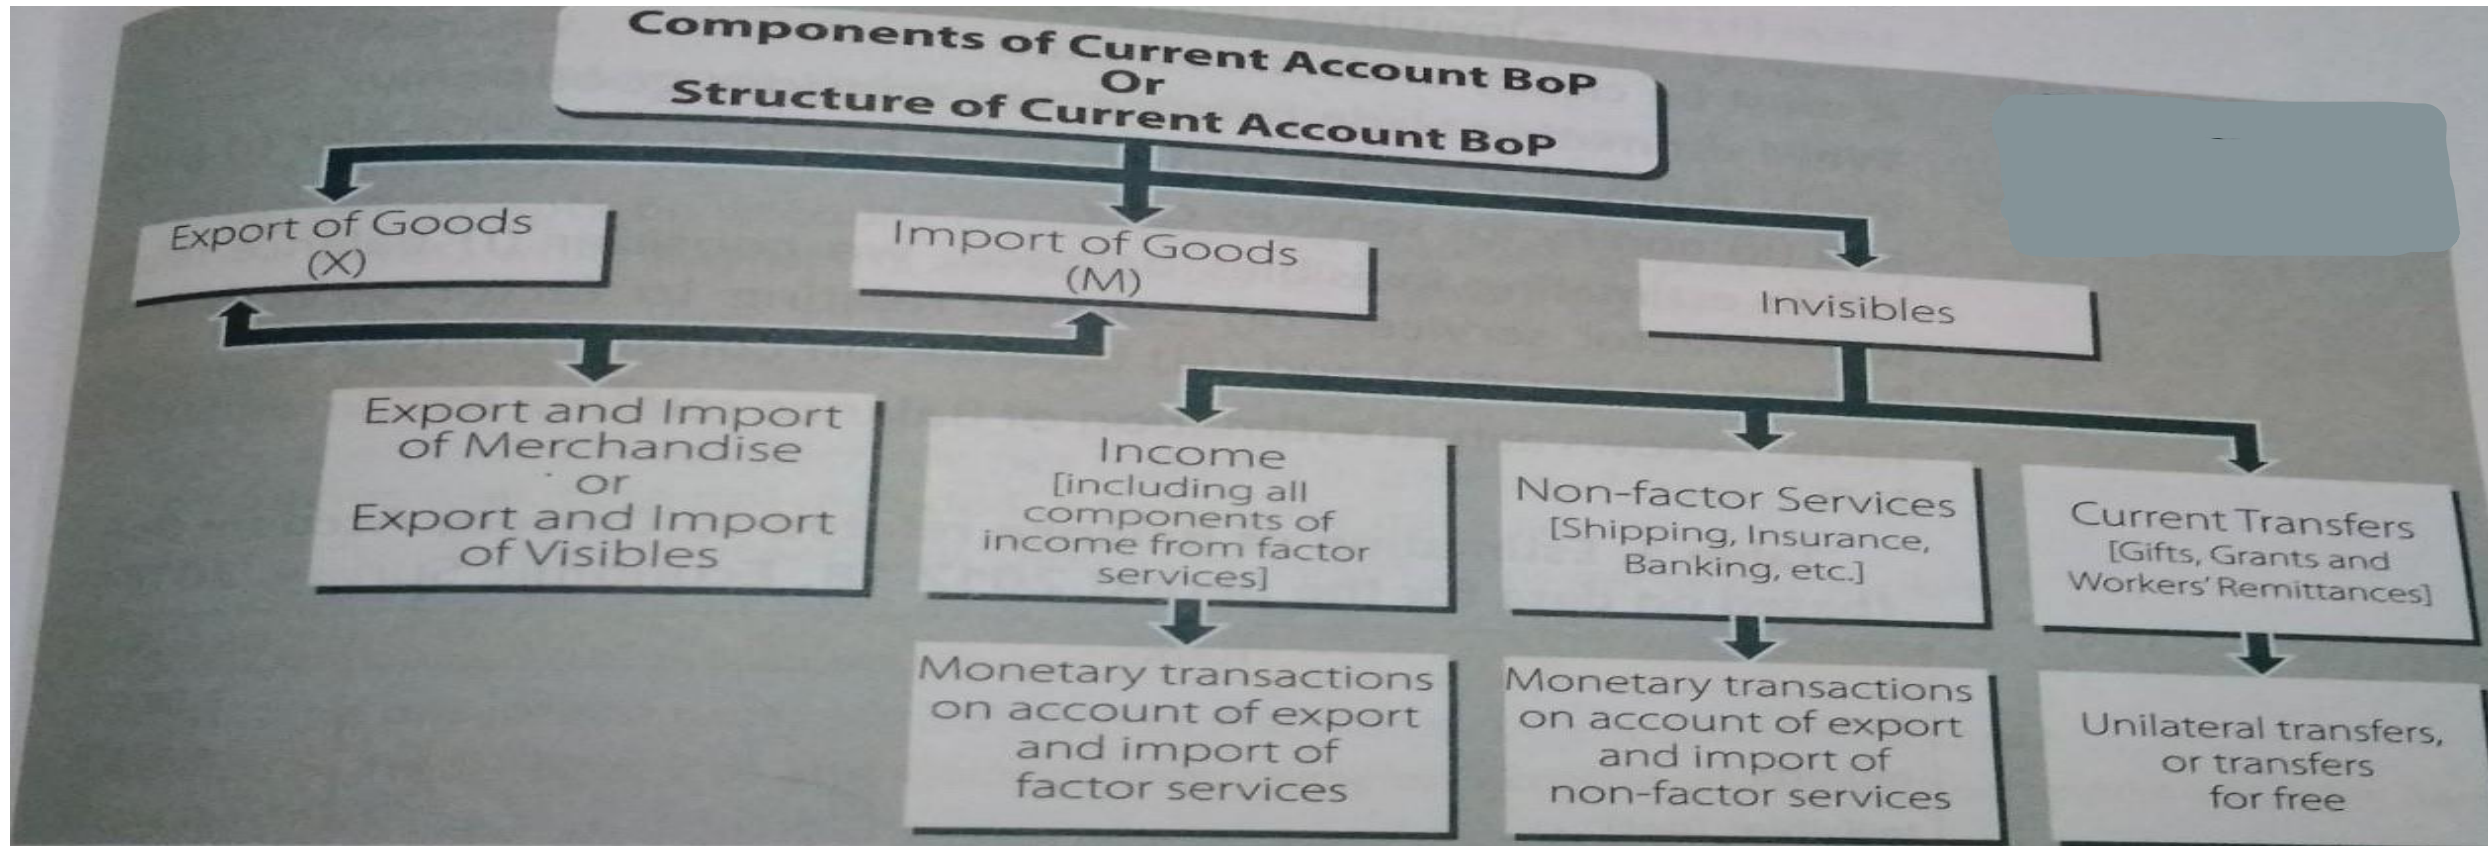 Components of Current Account BoP
Or
Structure of Current Account BoP
Export of Goods
(X)
Import of Goods
(M)
Invisibles
Export and Import
of Merchandise
or
Export and Import
of Visibles
Income
[including all
components of
income from factor
services]
Non-factor Services
[Shipping, Insurance,
Banking, etc.]
Current Transfers
[Gifts, Grants and
Workers' Remittances]
Monetary transactions
on account of export
and import of
factor services
Monetary transactions
on account of export
and import of
non-factor services
Unilateral transfers,
or transfers
for free